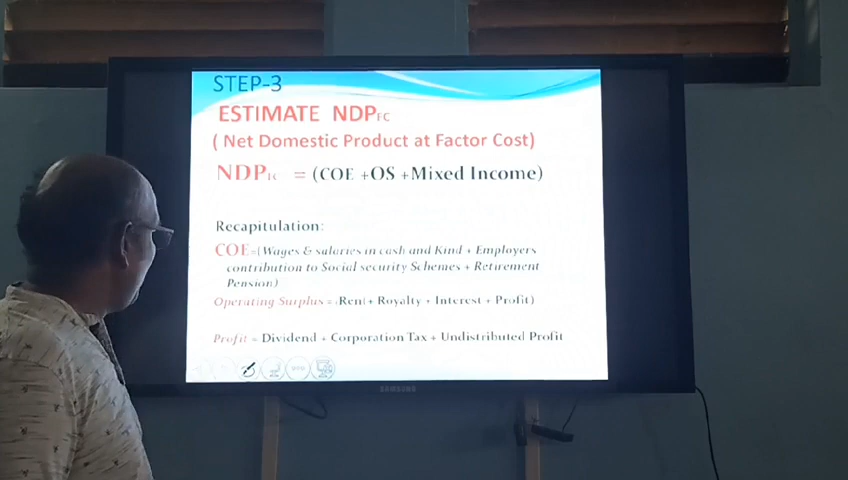 STEP-3
ESTIMATE NDPFC
( Net Domestic Product at Factor Cost)
NDPFC = (COE +OS +Mixed Income)
Recapitulation:
COE=(Wages & salaries in cash and Kind + Employers
contribution to Social security Schemes + Retirement
Pension)
Operating Surplus = (Rent + Royalty + Interest + Profit)
Profit = Dividend + Corporation Tax + Undistributed Profit
SAMSUNG